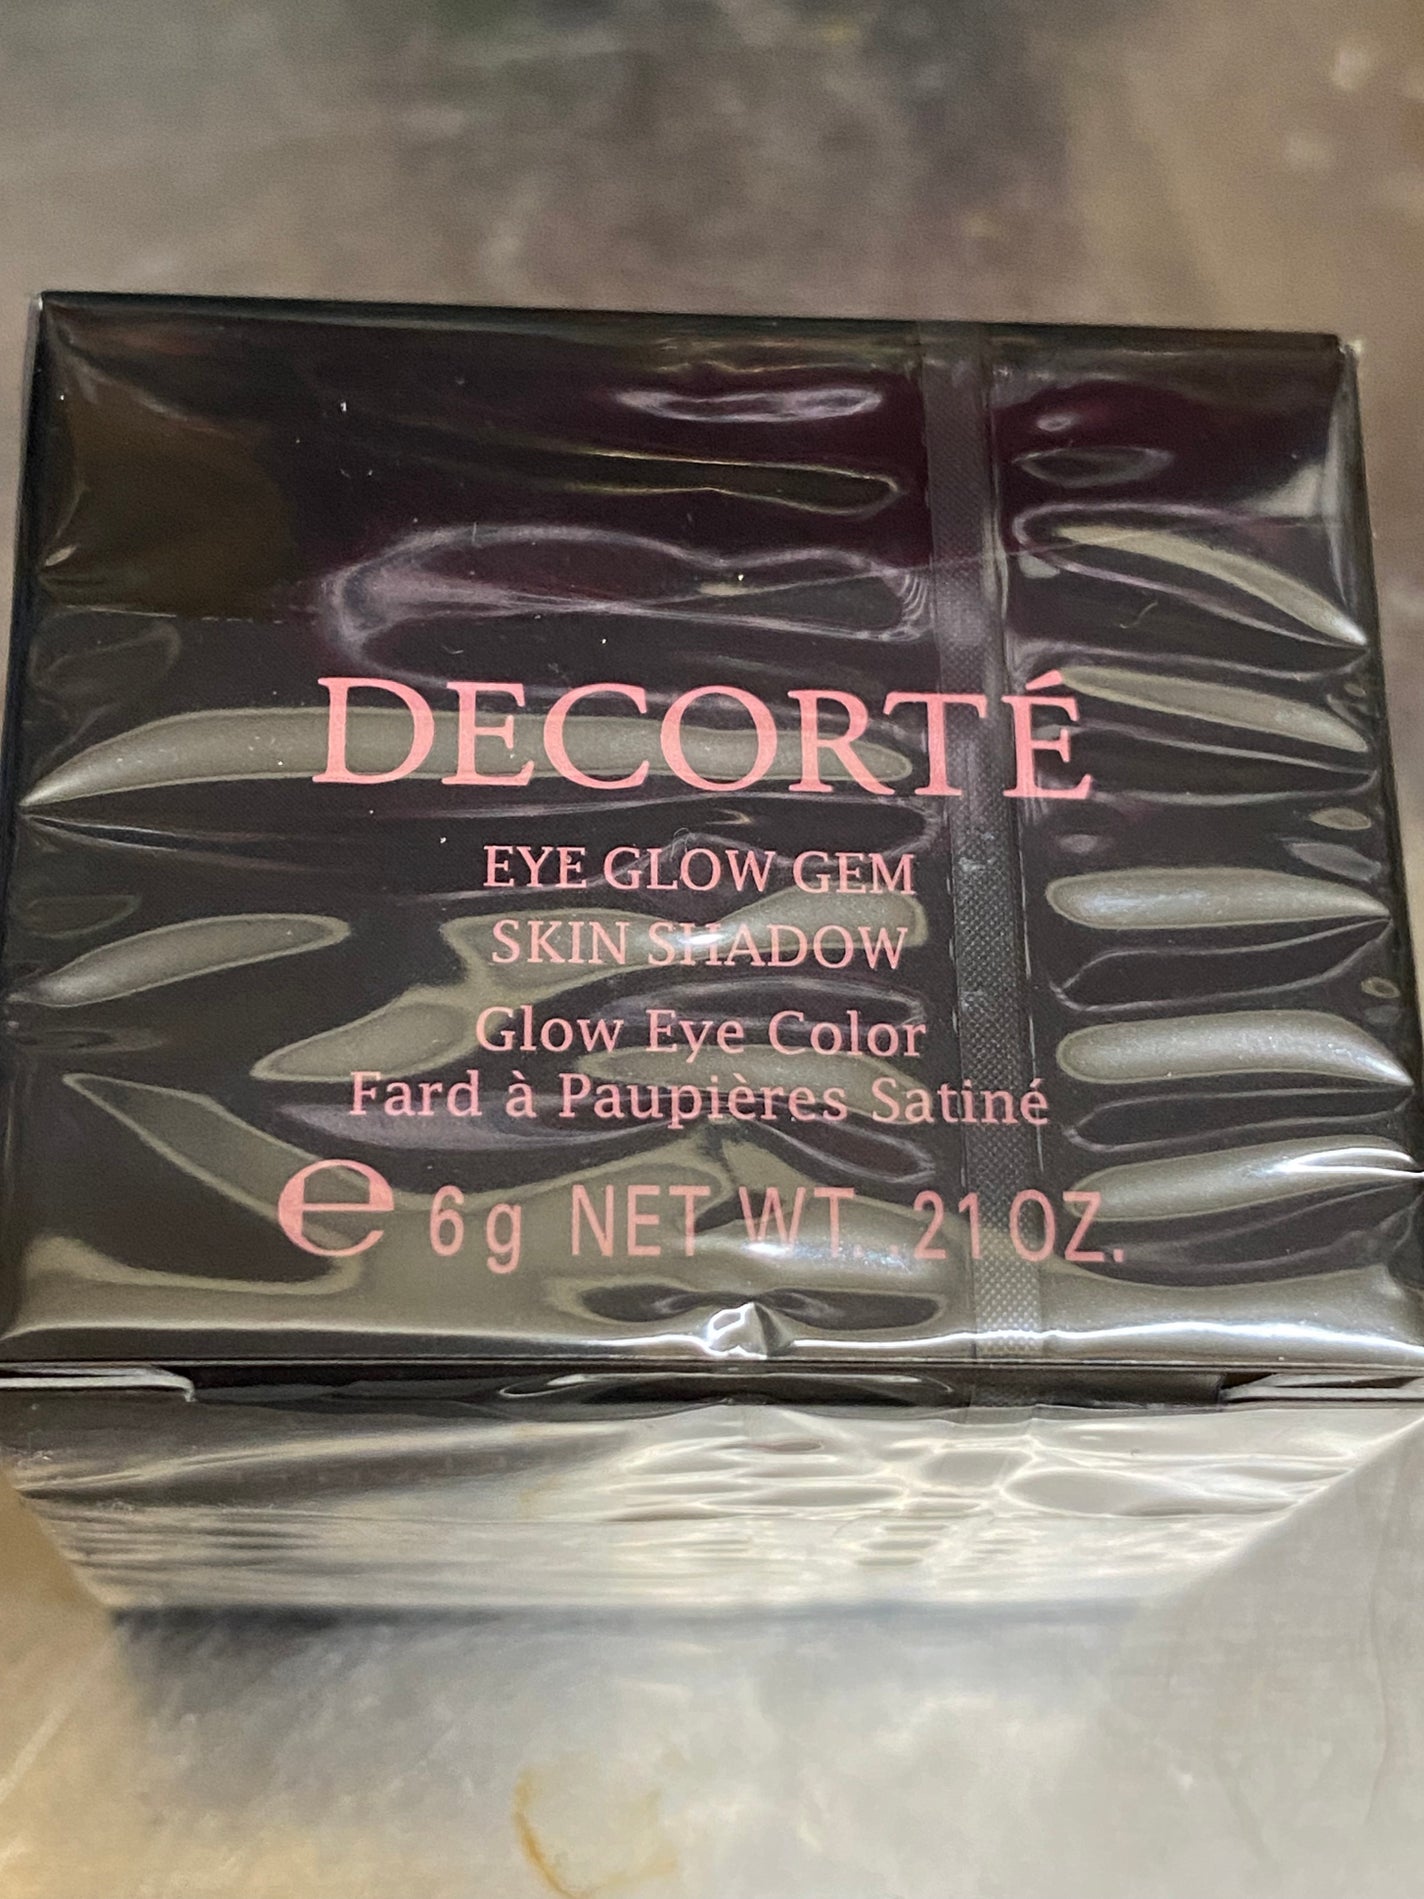 DECORTÉ
EYE GLOW GEM
SKIN SHADOW
Glow Eye Color
Fard à Paupières Satiné
℮ 6g NET WT. .21 OZ.